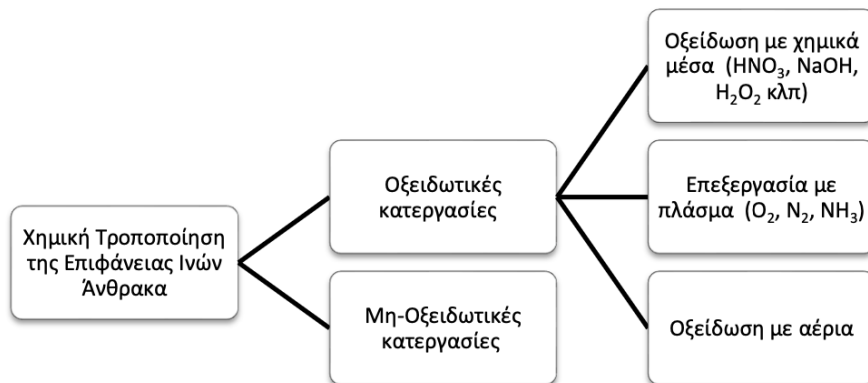 Χημική Τροποποίηση
της Επιφάνειας Ινών
Άνθρακα
Οξειδωτικές
κατεργασίες
Μη-Οξειδωτικές
κατεργασίες
Οξείδωση με χημικά
μέσα (HNO₃, NaOH,
H₂O₂ κλπ)
Επεξεργασία με
πλάσμα (O₂, N₂, NH₃)
Οξείδωση με αέρια